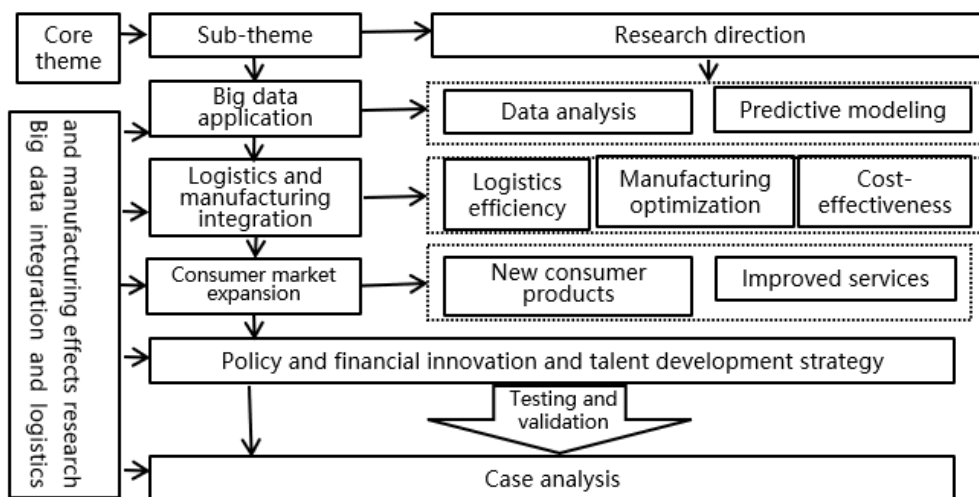 Core
theme
Sub-theme
Research direction
Big data
application
Data analysis
Predictive modeling
Big data integration and logistics
and manufacturing effects research
Logistics and
manufacturing
integration
Logistics
efficiency
Manufacturing
optimization
Cost-
effectiveness
Consumer market
expansion
New consumer
products
Improved services
Policy and financial innovation and talent development strategy
Testing and
validation
Case analysis